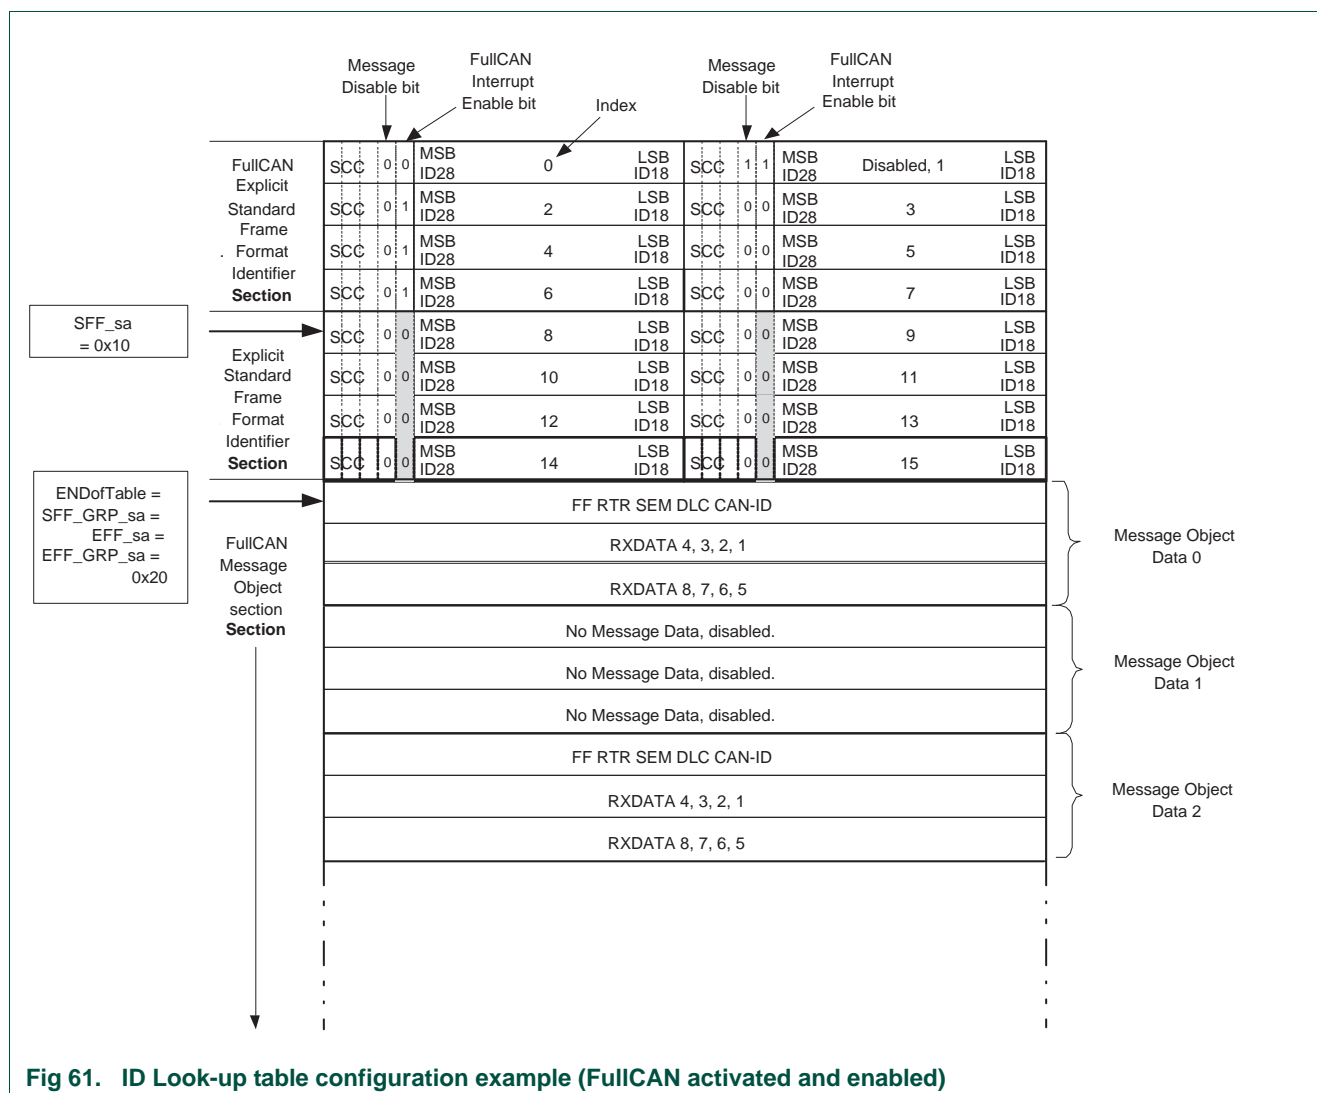 Message
Disable bit
FullCAN
Interrupt
Enable bit
Index
Message
Disable bit
FullCAN
Interrupt
Enable bit
FullCAN
Explicit
Standard
Frame
. Format
Identifier
Section
SCC 0 0 MSB ID28 0 LSB ID18 SCC 1 1 MSB ID28 Disabled, 1 LSB ID18
SCC 0 1 MSB ID28 2 LSB ID18 SCC 0 0 MSB ID28 3 LSB ID18
SCC 0 1 MSB ID28 4 LSB ID18 SCC 0 0 MSB ID28 5 LSB ID18
SCC 0 1 MSB ID28 6 LSB ID18 SCC 0 0 MSB ID28 7 LSB ID18
SFF_sa
= 0x10
Explicit
Standard
Frame
Format
Identifier
Section
SCC 0 0 MSB ID28 8 LSB ID18 SCC 0 0 MSB ID28 9 LSB ID18
SCC 0 0 MSB ID28 10 LSB ID18 SCC 0 0 MSB ID28 11 LSB ID18
SCC 0 0 MSB ID28 12 LSB ID18 SCC 0 0 MSB ID28 13 LSB ID18
SCC 0 0 MSB ID28 14 LSB ID18 SCC 0 0 MSB ID28 15 LSB ID18
ENDofTable =
SFF_GRP_sa =
EFF_sa =
EFF_GRP_sa =
0x20
FullCAN
Message
Object
section
Section
FF RTR SEM DLC CAN-ID
RXDATA 4, 3, 2, 1
RXDATA 8, 7, 6, 5
Message Object
Data 0
No Message Data, disabled.
No Message Data, disabled.
No Message Data, disabled.
Message Object
Data 1
FF RTR SEM DLC CAN-ID
RXDATA 4, 3, 2, 1
RXDATA 8, 7, 6, 5
Message Object
Data 2
Fig 61. ID Look-up table configuration example (FullCAN activated and enabled)